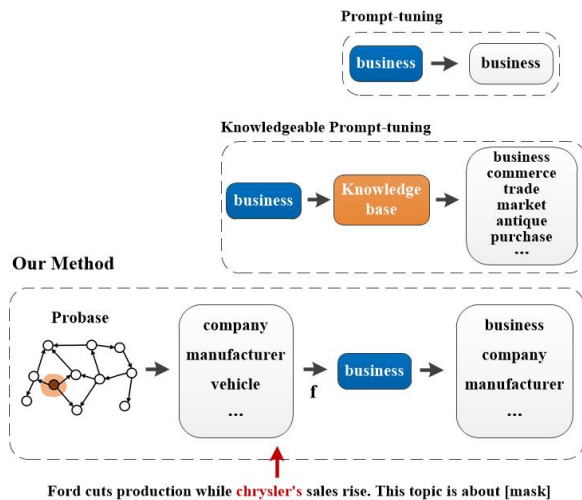 Prompt-tuning
business
business
Knowledgeable Prompt-tuning
business
Knowledge
base
business
commerce
trade
market
antique
purchase
...
Our Method
Probase
company
manufacturer
vehicle
...
f
business
business
company
manufacturer
...
Ford cuts production while chrysler's sales rise. This topic is about [mask]